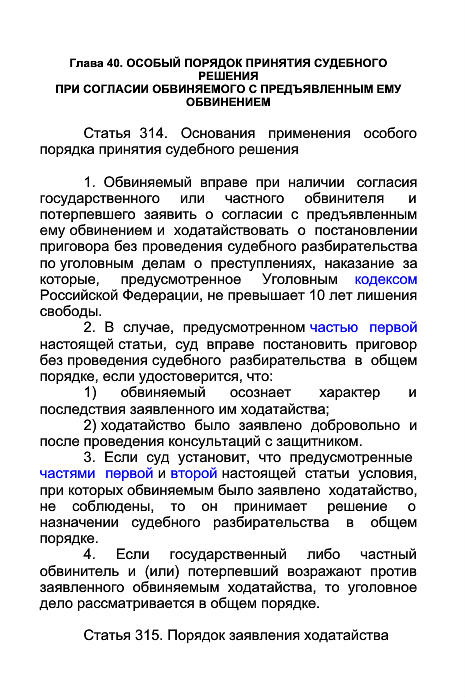 Глава 40. ОСОБЫЙ ПОРЯДОК ПРИНЯТИЯ СУДЕБНОГО
РЕШЕНИЯ
ПРИ СОГЛАСИИ ОБВИНЯЕМОГО С ПРЕДЪЯВЛЕННЫМ ЕМУ
ОБВИНЕНИЕМ
Статья 314. Основания применения особого
порядка принятия судебного решения
1. Обвиняемый вправе при наличии согласия
государственного или частного обвинителя и
потерпевшего заявить о согласии с предъявленным
ему обвинением и ходатайствовать о постановлении
приговора без проведения судебного разбирательства
по уголовным делам о преступлениях, наказание за
которые, предусмотренное Уголовным кодексом
Российской Федерации, не превышает 10 лет лишения
свободы.
2. В случае, предусмотренном частью первой
настоящей статьи, суд вправе постановить приговор
без проведения судебного разбирательства в общем
порядке, если удостоверится, что:
1) обвиняемый осознает характер и
последствия заявленного им ходатайства;
2) ходатайство было заявлено добровольно и
после проведения консультаций с защитником.
3. Если суд установит, что предусмотренные
частями первой и второй настоящей статьи условия,
при которых обвиняемым было заявлено ходатайство,
не соблюдены, то он принимает решение о
назначении судебного разбирательства в общем
порядке.
4. Если государственный либо частный
обвинитель и (или) потерпевший возражают против
заявленного обвиняемым ходатайства, то уголовное
дело рассматривается в общем порядке.
Статья 315. Порядок заявления ходатайства